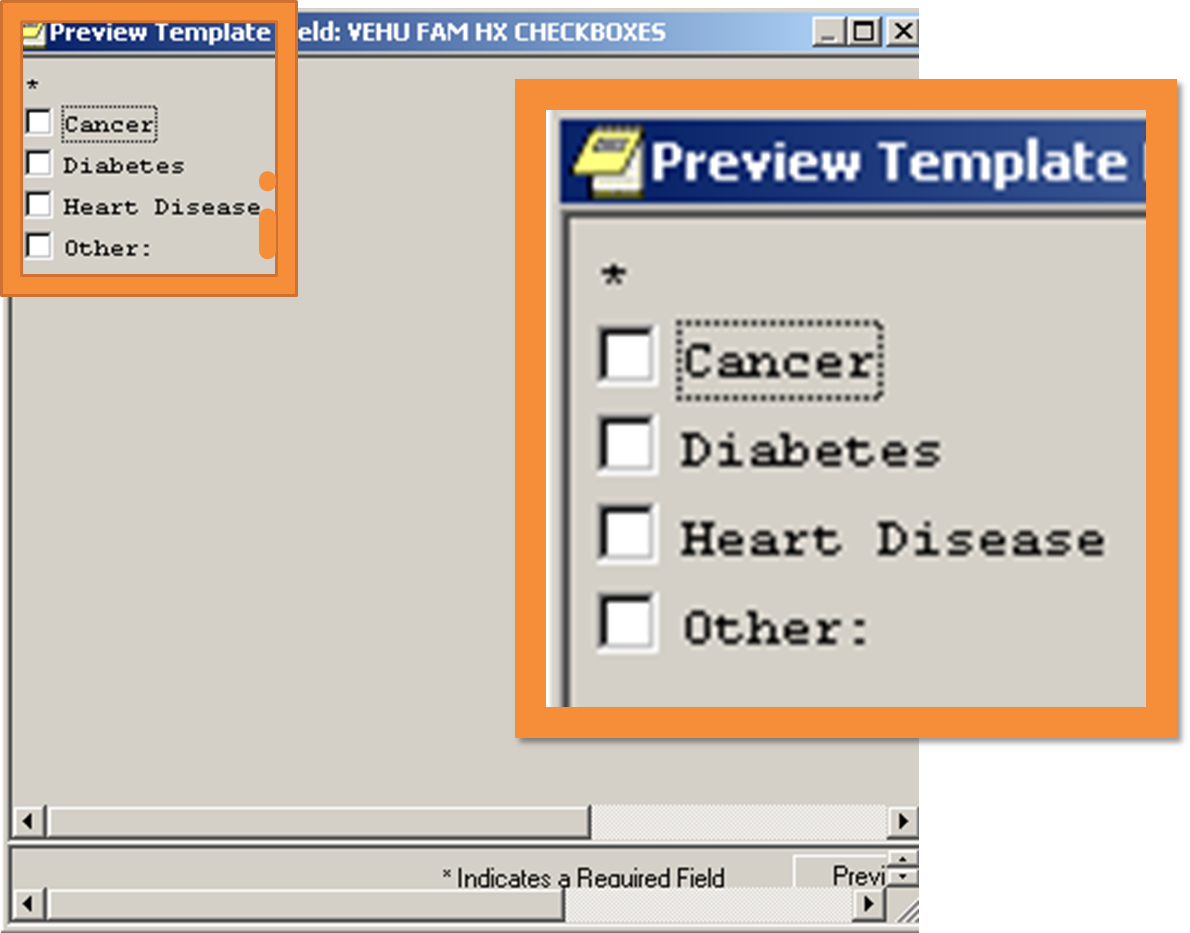 Preview Template Field: VEHU FAM HX CHECKBOXES
*
Cancer
Diabetes
Heart Disease
Other:
Preview Template
*
Cancer
Diabetes
Heart Disease
Other:
* Indicates a Required Field
Previ